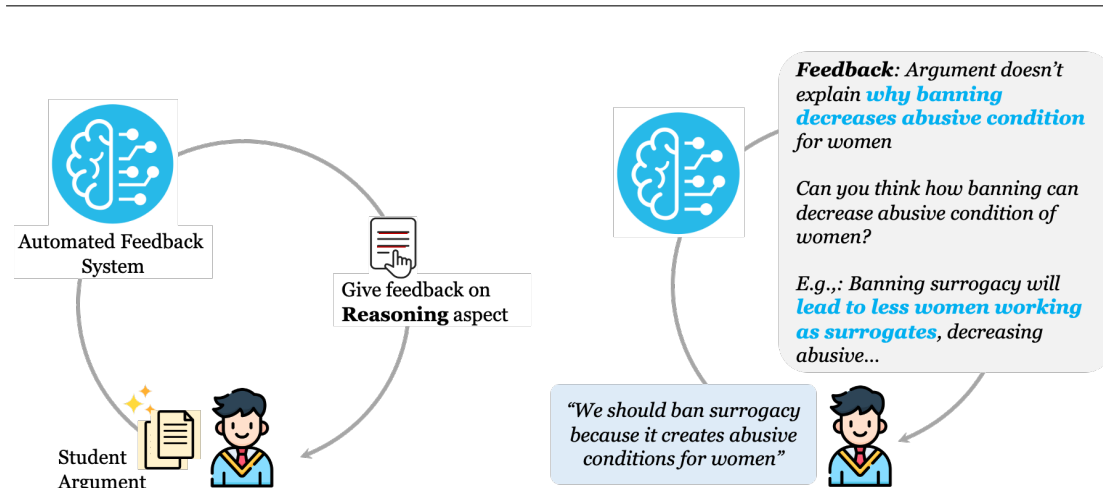 Automated Feedback
System
Give feedback on
Reasoning aspect
Student
Argument
Feedback: Argument doesn’t
explain why banning
decreases abusive condition
for women
Can you think how banning can
decrease abusive condition of
women?
E.g.,: Banning surrogacy will
lead to less women working
as surrogates, decreasing
abusive…
“We should ban surrogacy
because it creates abusive
conditions for women”